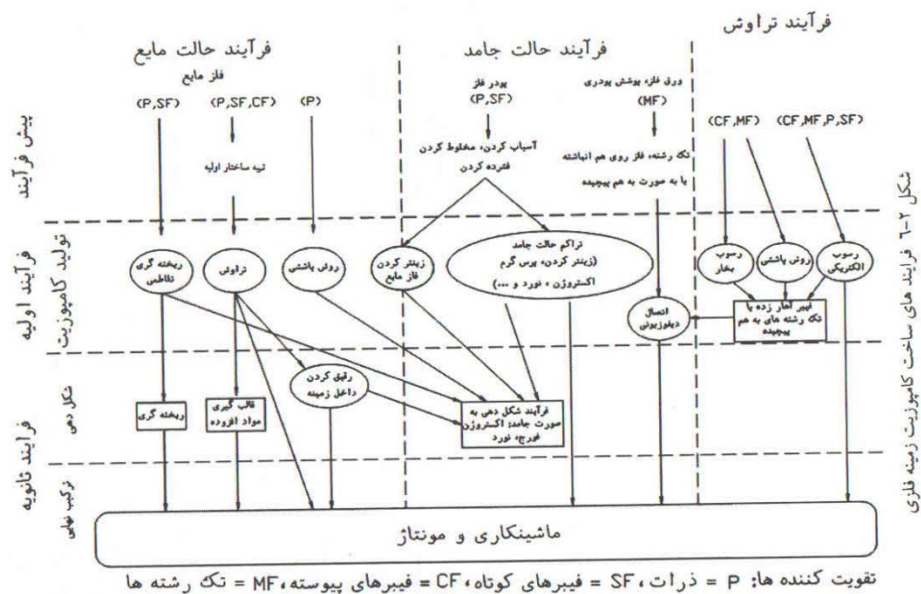 فرآیند حالت مایع
فرآیند حالت جامد
فرآیند تراوش
فاز مایع
(P,SF)
(P,SF,CF)
(P)
پودر فلز
(P,SF)
ورق فلز، پوشش پودری
(MF)
(CF,MF)
(CF,MF,P,SF)
پیش فرآیند
تهیه ساختار اولیه
آسیاب کردن، مخلوط کردن
فشرده کردن
تک رشته، فلز روی هم انباشته
یا به صورت به هم پیچیده
فرآیند اولیه
تولید کامپوزیت
ریخته گری
تلاطمی
تراوش
روش پاششی
زینتر کردن
فاز مایع
تراکم حالت جامد
(زینتر کردن، پرس گرم
اکستروژن ، نورد و ...)
اتصال
دیفوزیونی
رسوب
بخار
روش پاششی
رسوب
الکتریکی
فیبر آهار زده یا
تک رشته های به هم
پیچیده
فرآیند ثانویه
شکل دهی
ریخته گری
قالب گیری
مواد افزوده
رقیق کردن
داخل زمینه
فرآیند شکل دهی به
صورت جامد: اکستروژن
فورج، نورد
ترکیب نهایی
ماشینکاری و مونتاژ
تقویت کننده ها: P = ذرات، SF = فیبرهای کوتاه، CF = فیبرهای پیوسته، MF = تک رشته ها
شکل ۲-۶ فرآیند های ساخت کامپوزیت زمینه فلزی